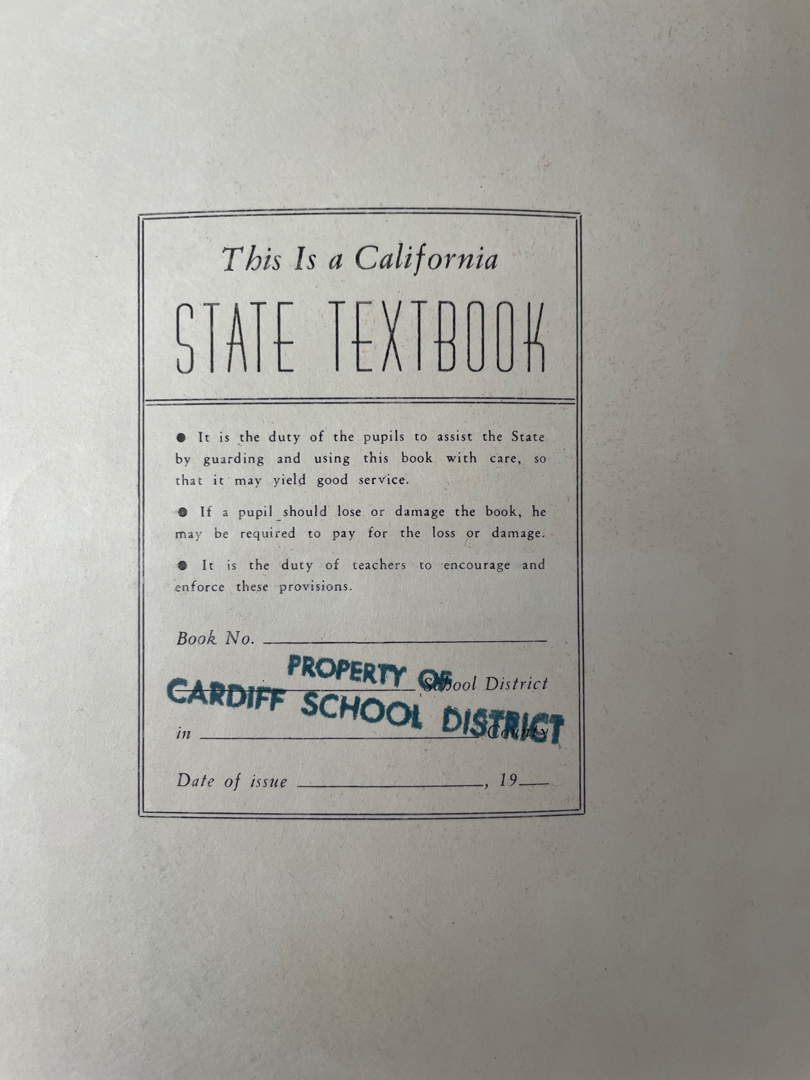 This Is a California
STATE TEXTBOOK
● It is the duty of the pupils to assist the State
by guarding and using this book with care, so
that it may yield good service.
● If a pupil should lose or damage the book, he
may be required to pay for the loss or damage.
● It is the duty of teachers to encourage and
enforce these provisions.
Book No.
PROPERTY OF
School District
CARDIFF SCHOOL DISTRICT
in County
Date of issue , 19